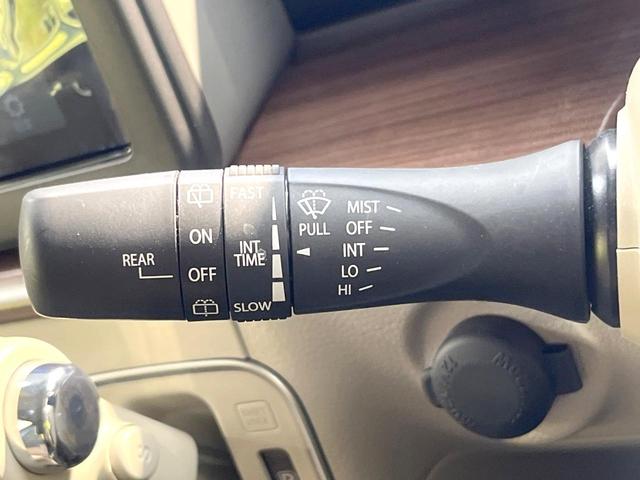 REAR
ON
OFF
FAST
INT
TIME
SLOW
PULL
MIST
OFF
INT
LO
HI